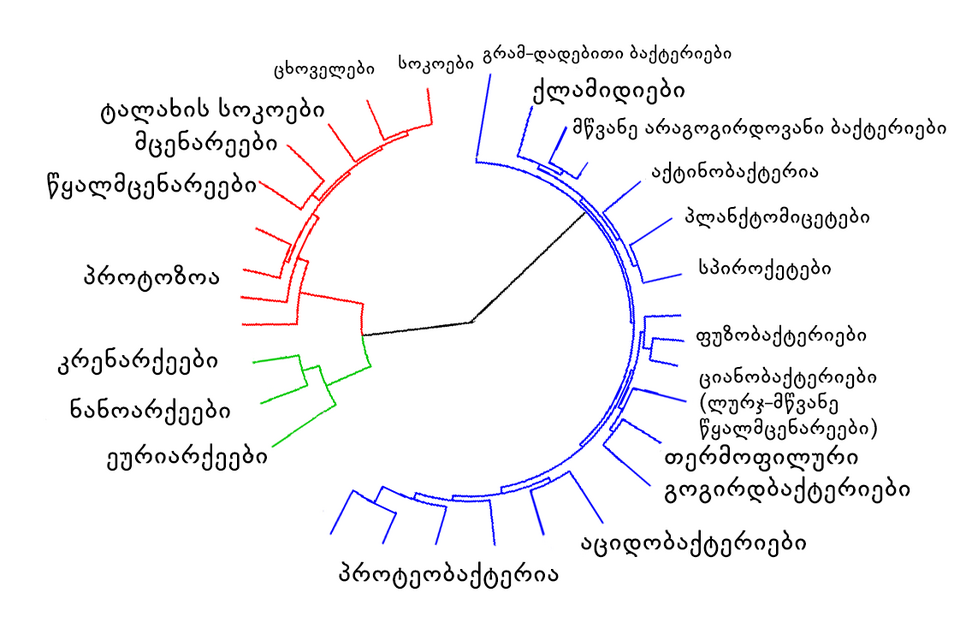 გრამ-დადებითი ბაქტერიები
სოკოები
ცხოველები
ქლამიდიები
ტალახის სოკოები
მწვანე არაგოგირდოვანი ბაქტერიები
მცენარეები
აქტინობაქტერია
წყალმცენარეები
პლანქტომიცეტები
სპიროქეტები
პროტოზოა
ფუზობაქტერიები
კრენარქეები
ციანობაქტერიები
(ლურჯ-მწვანე
წყალმცენარეები)
ნანოარქეები
ეურიარქეები
თერმოფილური
გოგირდბაქტერიები
აციდობაქტერიები
პროტეობაქტერია